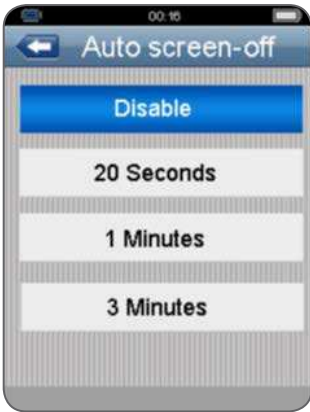 00:16
Auto screen-off
Disable
20 Seconds
1 Minutes
3 Minutes